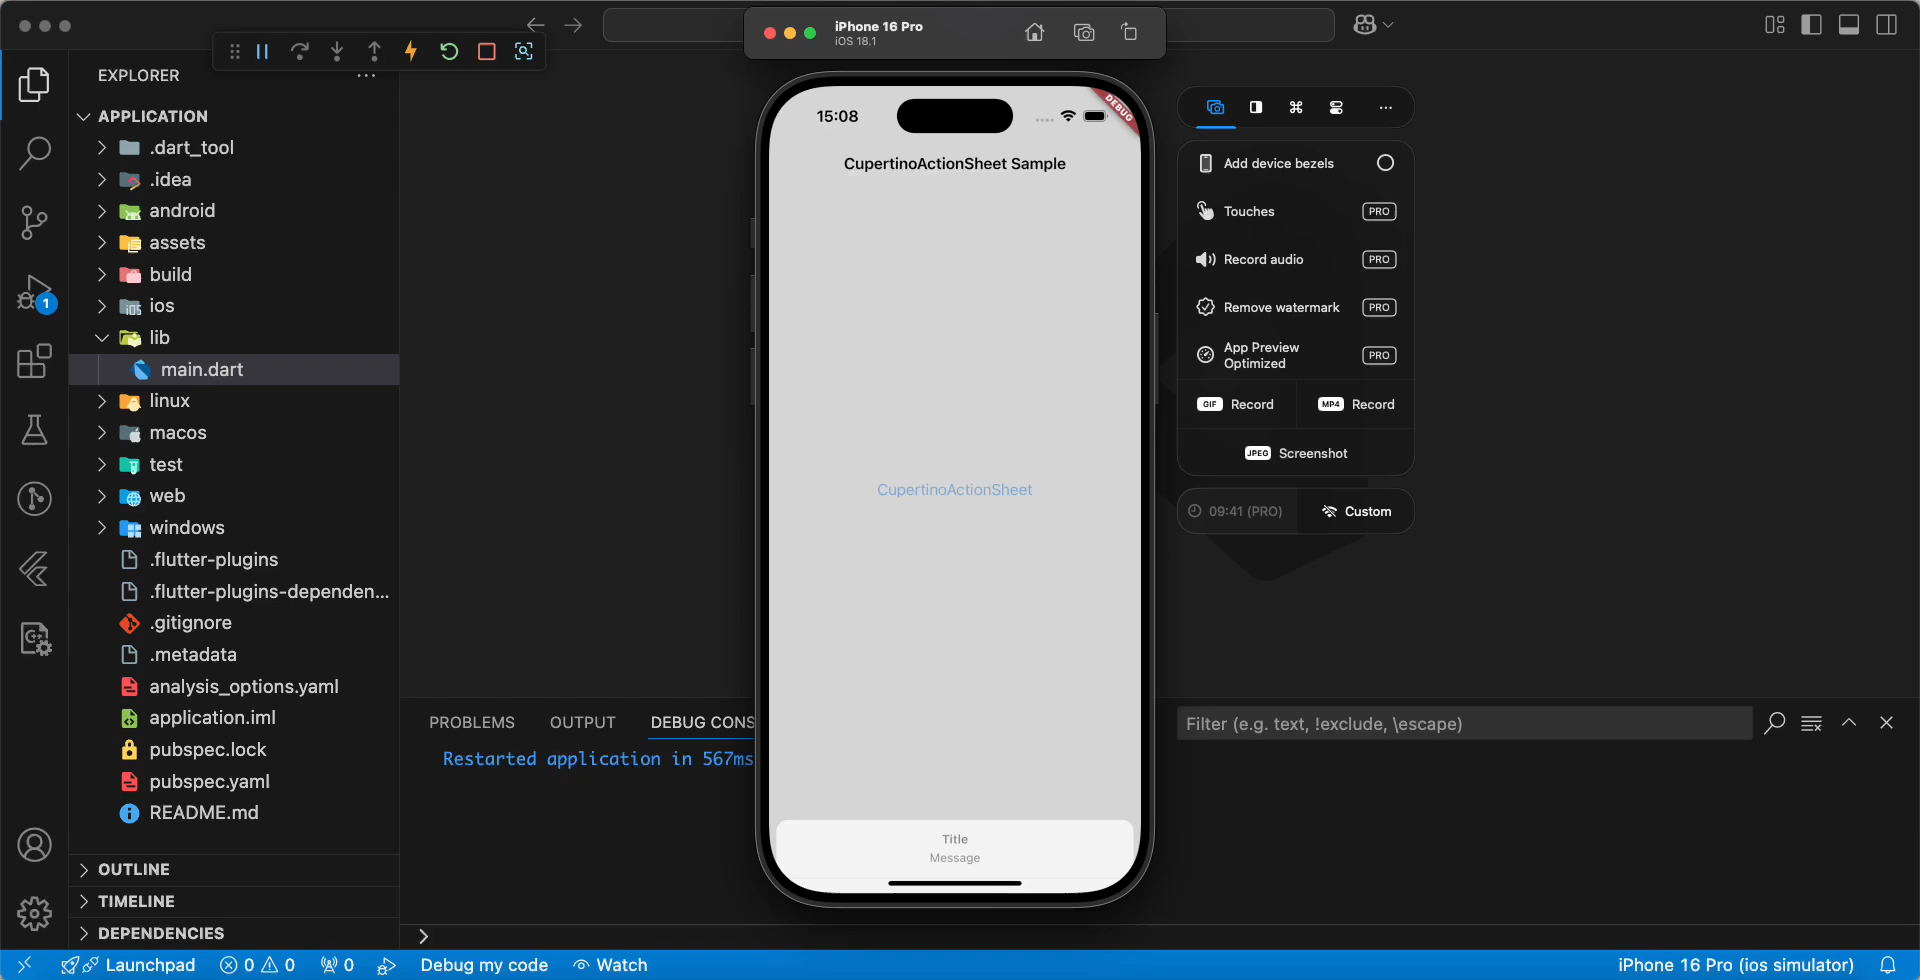 iPhone 16 Pro
iOS 18.1
EXPLORER
APPLICATION
.dart_tool
.idea
android
assets
build
ios
lib
main.dart
linux
macos
test
web
windows
.flutter-plugins
.flutter-plugins-dependen...
.gitignore
.metadata
analysis_options.yaml
application.iml
pubspec.lock
pubspec.yaml
README.md
OUTLINE
TIMELINE
DEPENDENCIES
1
15:08
DEBUG
CupertinoActionSheet Sample
CupertinoActionSheet
Title
Message
Add device bezels
Touches PRO
Record audio PRO
Remove watermark PRO
App Preview
Optimized PRO
GIF Record MP4 Record
JPEG Screenshot
09:41 (PRO) Custom
PROBLEMS OUTPUT DEBUG CONS
Filter (e.g. text, !exclude, \escape)
Restarted application in 567ms
Launchpad 0 0 0 Debug my code Watch iPhone 16 Pro (ios simulator)